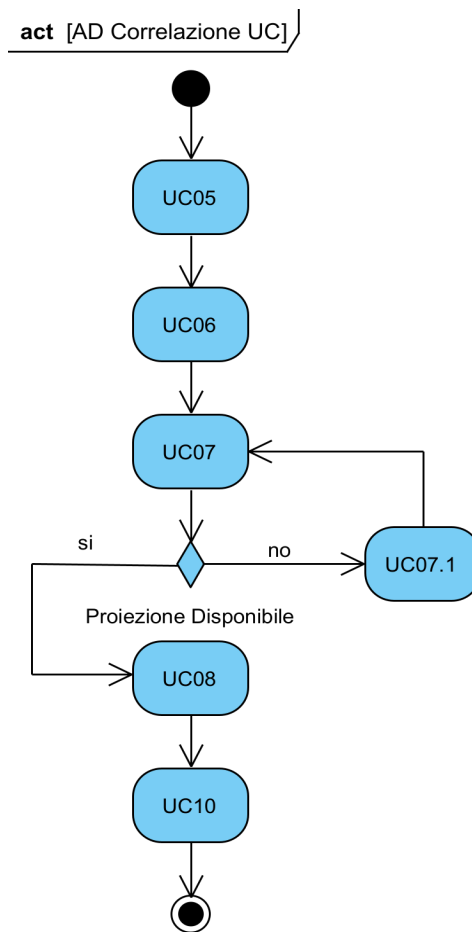 act [AD Correlazione UC]
UC05
UC06
UC07
si
no
UC07.1
Proiezione Disponibile
UC08
UC10